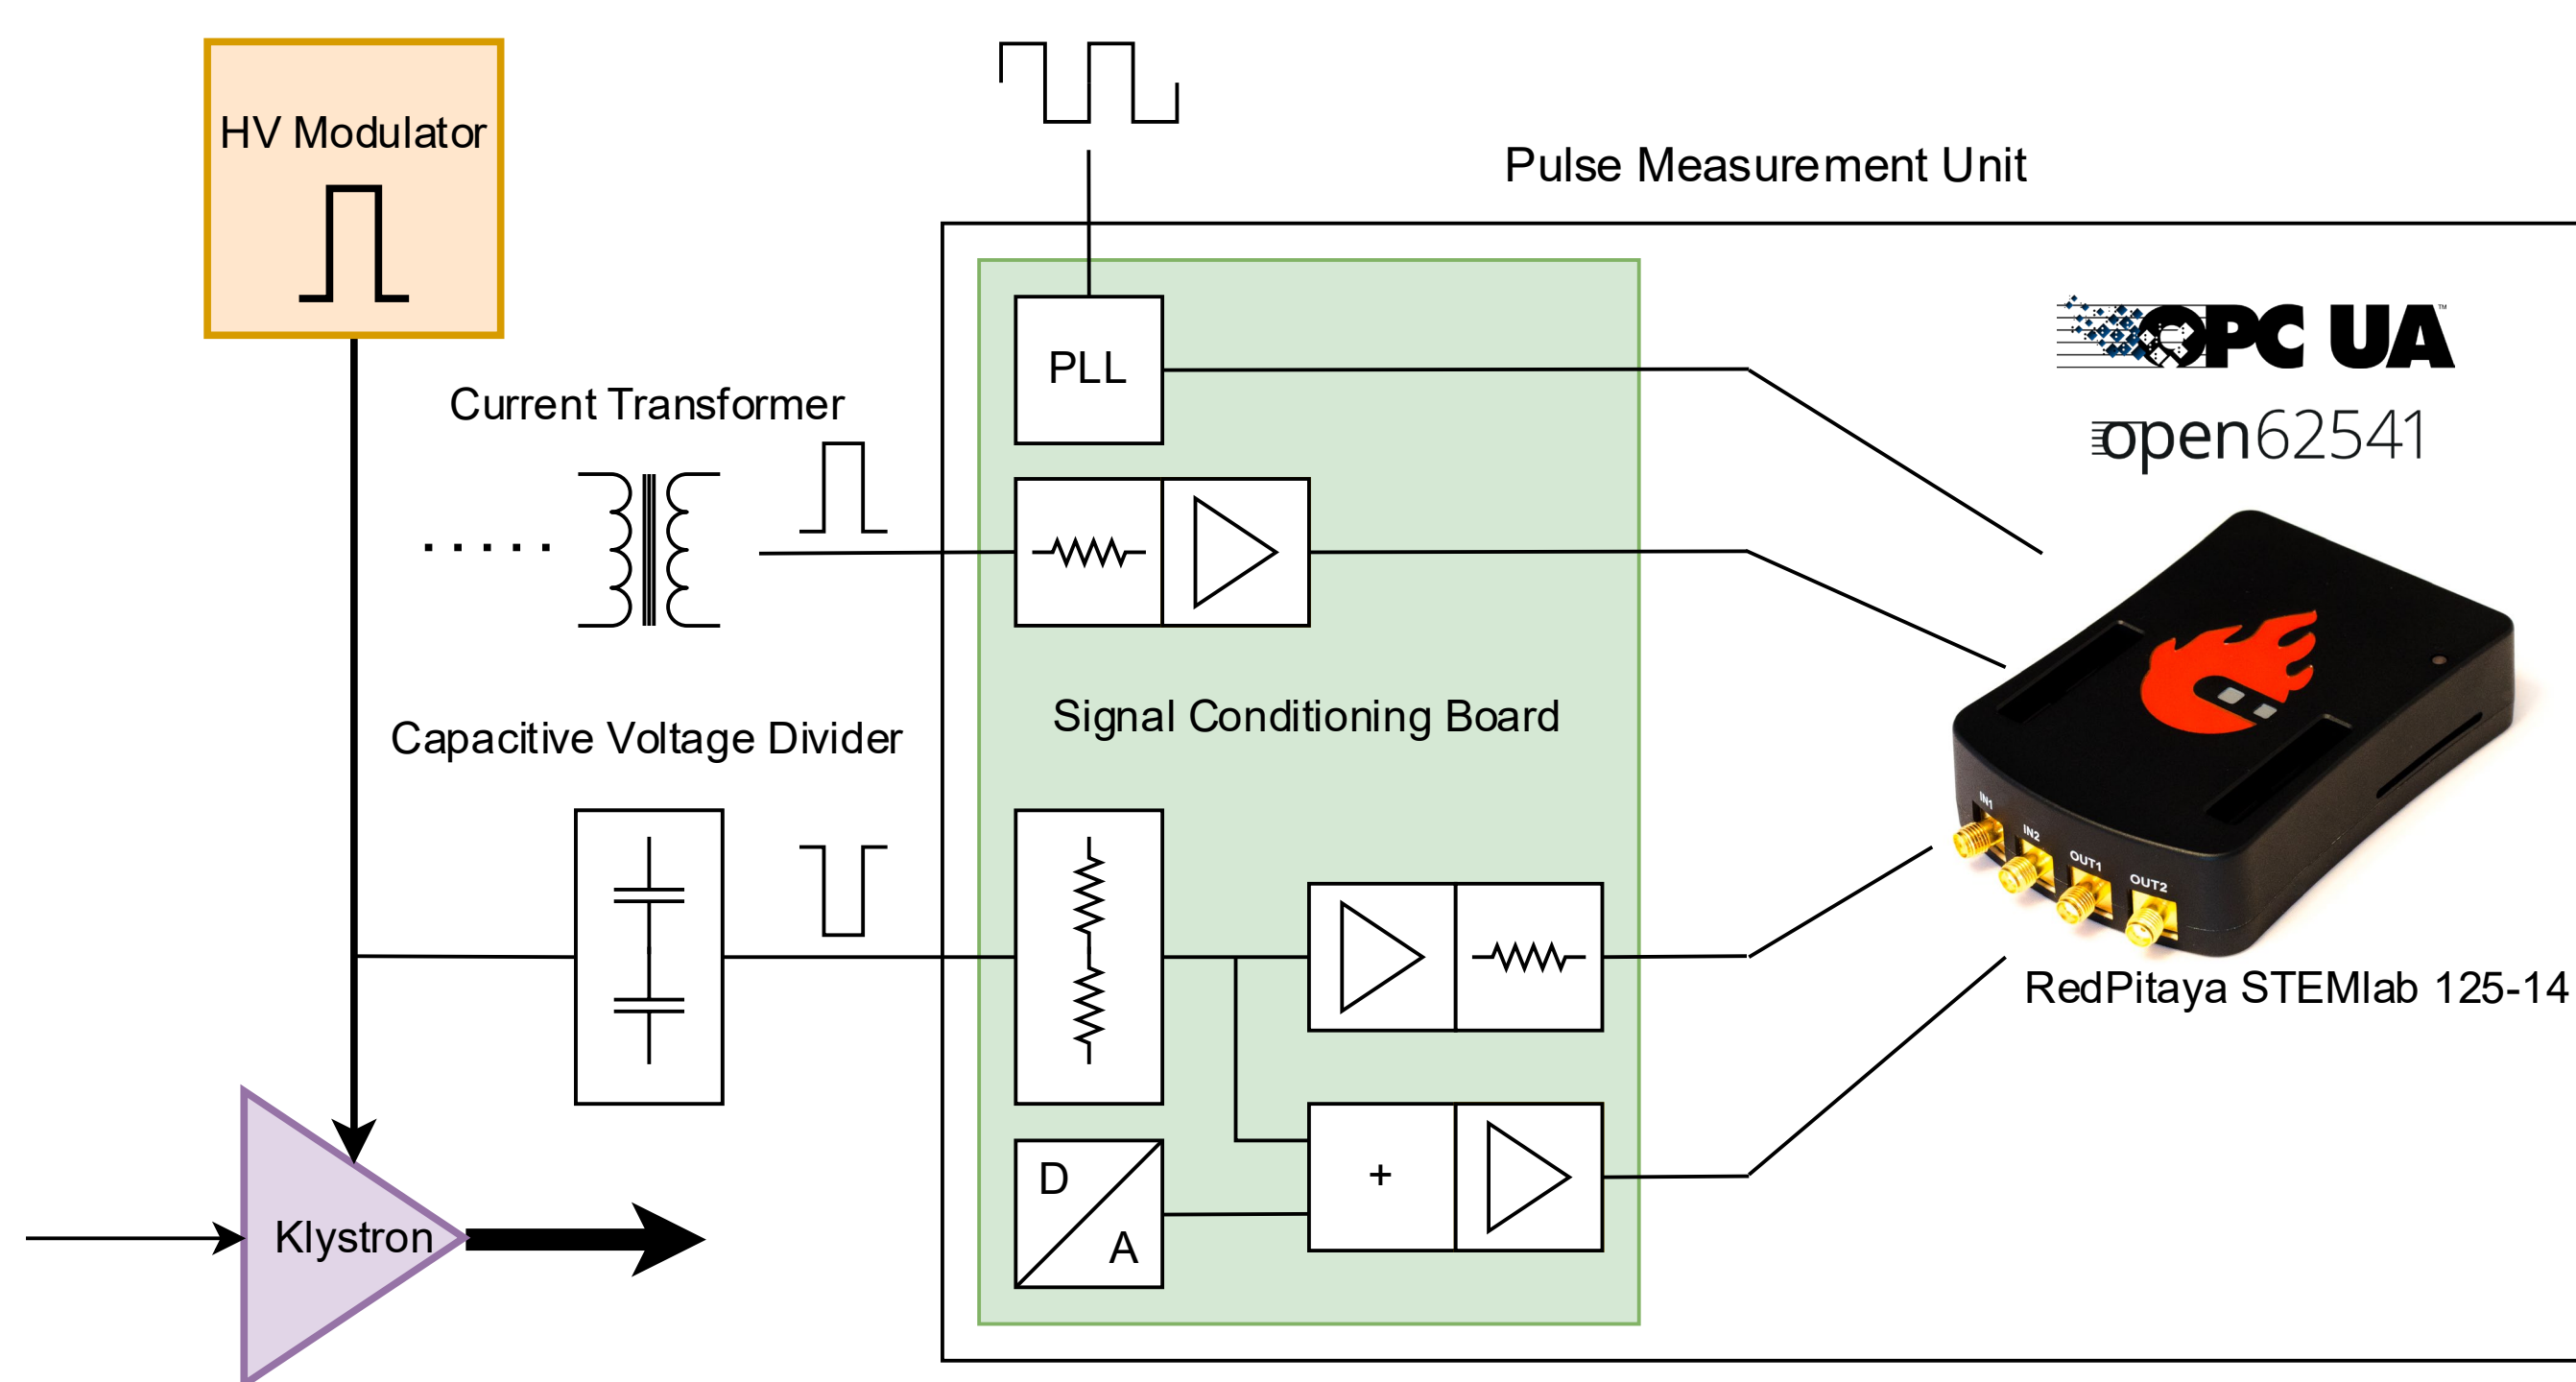 HV Modulator
Pulse Measurement Unit
PLL
OPC UA
TM
open62541
Current Transformer
Signal Conditioning Board
Capacitive Voltage Divider
IN1
IN2
OUT1
OUT2
RedPitaya STEMlab 125-14
D
A
+
Klystron